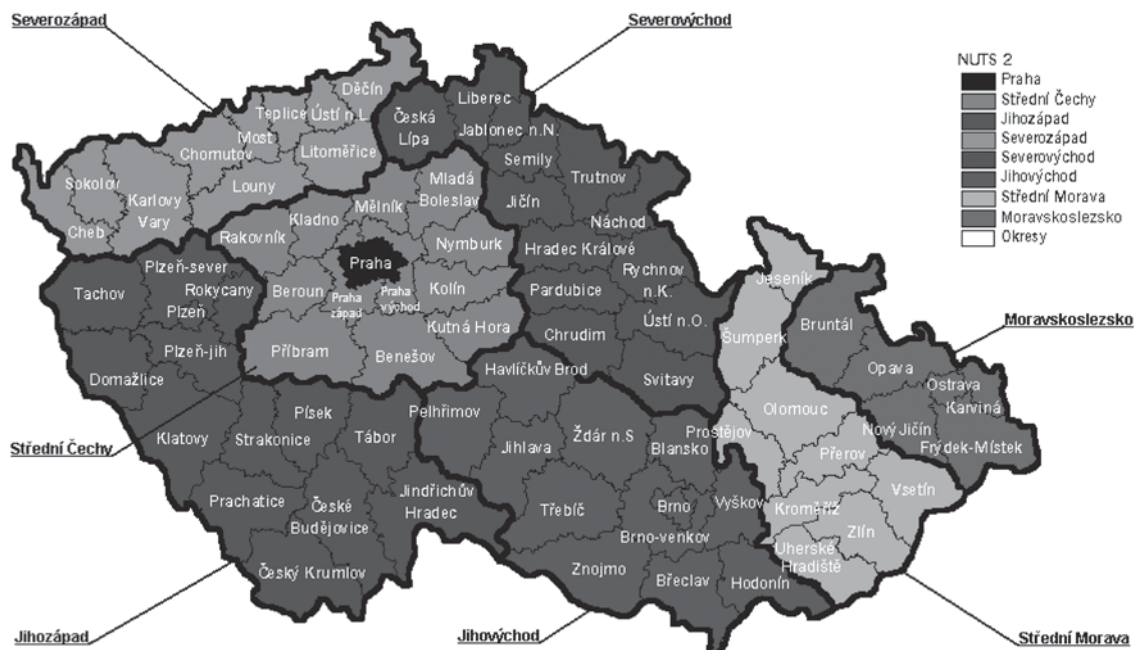 Severozápad
Severovýchod
NUTS 2
Praha
Střední Čechy
Jihozápad
Severozápad
Severovýchod
Jihovýchod
Střední Morava
Moravskoslezsko
Okresy
Děčín
Teplice
Ústí n.L.
Most
Chomutov
Litoměřice
Louny
Sokolov
Karlovy
Vary
Cheb
Česká
Lípa
Liberec
Jablonec n.N.
Semily
Trutnov
Jičín
Náchod
Hradec Králové
Rychnov
n.K.
Pardubice
Ústí n.O.
Chrudim
Svitavy
Mladá
Boleslav
Mělník
Kladno
Rakovník
Nymburk
Praha
Beroun
Praha
západ
Praha
východ
Kolín
Kutná Hora
Příbram
Benešov
Plzeň-sever
Rokycany
Tachov
Plzeň
Plzeň-jih
Domažlice
Klatovy
Písek
Strakonice
Tábor
Prachatice
České
Budějovice
Jindřichův
Hradec
Český Krumlov
Havlíčkův Brod
Pelhřimov
Jihlava
Ždár n.S
Blansko
Třebíč
Brno
Vyškov
Brno-venkov
Znojmo
Břeclav
Hodonín
Jeseník
Šumperk
Olomouc
Prostějov
Přerov
Vsetín
Kroměříž
Zlín
Uherské
Hradiště
Bruntál
Opava
Ostrava
Karviná
Nový Jičín
Frýdek-Místek
Moravskoslezsko
Střední Čechy
Jihozápad
Jihovýchod
Střední Morava